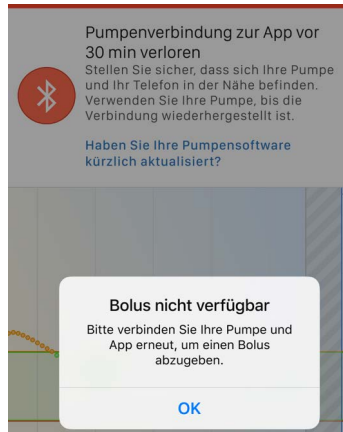 Pumpenverbindung zur App vor
30 min verloren
Stellen Sie sicher, dass sich Ihre Pumpe
und Ihr Telefon in der Nähe befinden.
Verwenden Sie Ihre Pumpe, bis die
Verbindung wiederhergestellt ist.
Haben Sie Ihre Pumpensoftware
kürzlich aktualisiert?
Bolus nicht verfügbar
Bitte verbinden Sie Ihre Pumpe und
App erneut, um einen Bolus
abzugeben.
OK